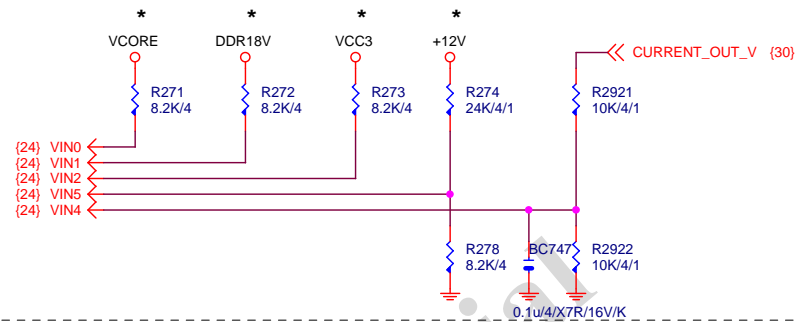 * * * *
VCORE DDR18V VCC3 +12V
CURRENT_OUT_V {30}
R271 R272 R273 R274 R2921
8.2K/4 8.2K/4 8.2K/4 24K/4/1 10K/4/1
{24} VIN0
{24} VIN1
{24} VIN2
{24} VIN5
{24} VIN4
R278 BC747 R2922
8.2K/4 10K/4/1
0.1u/4/X7R/16V/K